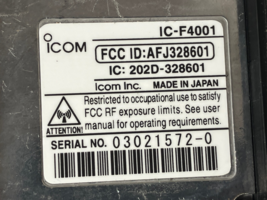 ICOM IC-F4001
FCC ID:AFJ328601
IC: 202D-328601
Icom Inc. MADE IN JAPAN
Restricted to occupational use to satisfy
FCC RF exposure limits. See user
manual for operating requirements.
ATTENTION!
SERIAL NO. 03021572-0